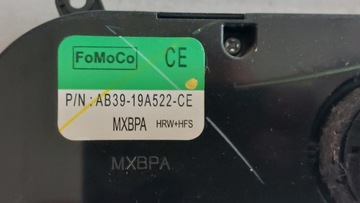 FoMoCo CE
P/N : AB39-19A522-CE
MXBPA HRW+HFS
MXBPA